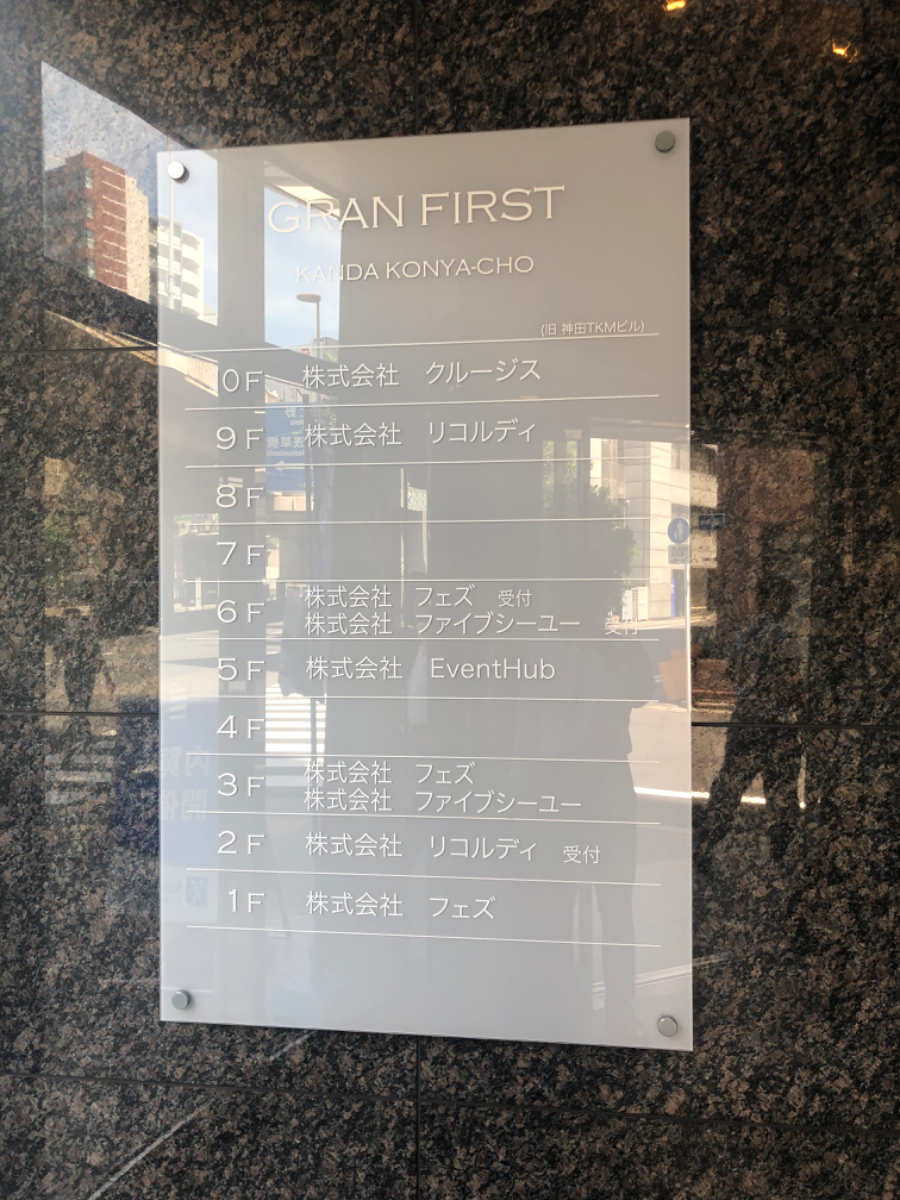 GRAN FIRST
KANDA KONYA-CHO
(旧 神田TKMビル)
0F 株式会社 クルージス
9F 株式会社 リコルディ
8F
7F
6F 株式会社 フェズ 受付
株式会社 ファイブシーユー 受付
5F 株式会社 EventHub
4F
3F 株式会社 フェズ
株式会社 ファイブシーユー
2F 株式会社 リコルディ 受付
1F 株式会社 フェズ